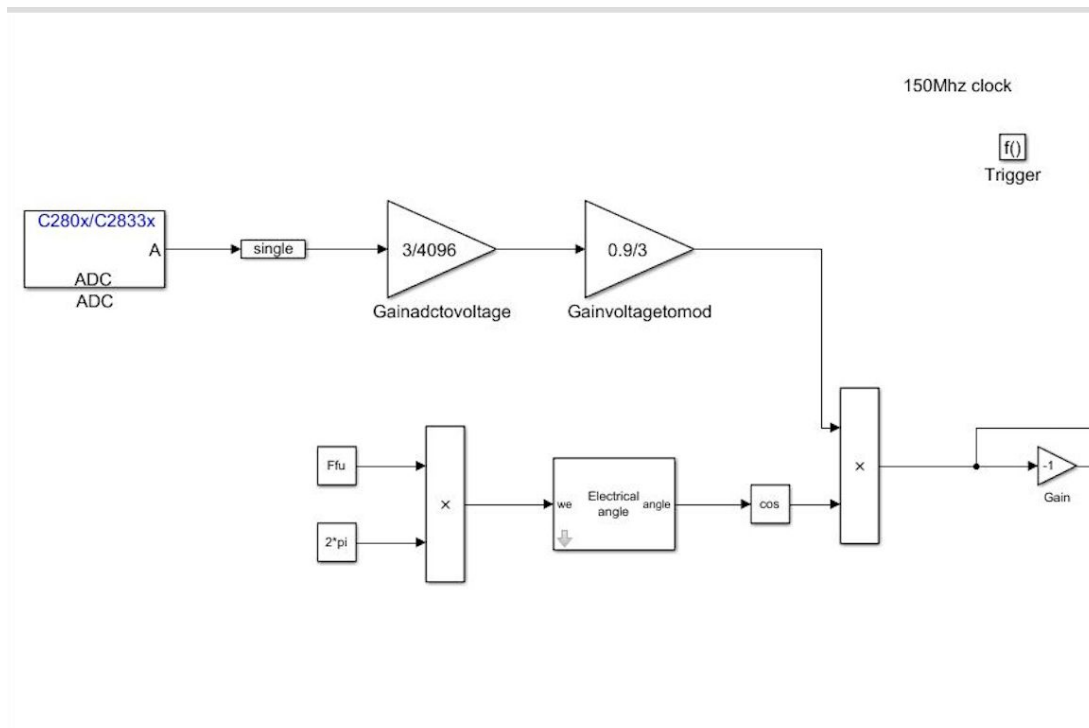 150Mhz clock
f()
Trigger
C280x/C2833x
A
ADC
ADC
single
3/4096
Gainadctovoltage
0.9/3
Gainvoltagetomod
Ffu
2*pi
×
we
Electrical
angle
angle
cos
×
-1
Gain